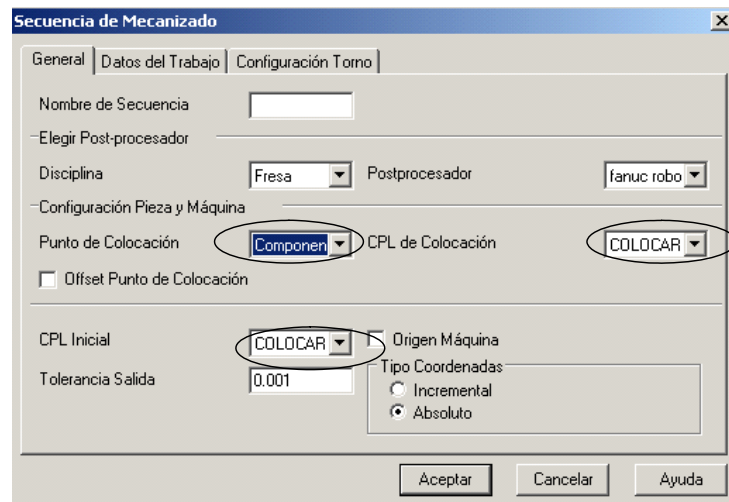 Secuencia de Mecanizado
General Datos del Trabajo Configuración Torno
Nombre de Secuencia
Elegir Post-procesador
Disciplina Fresa Postprocesador fanuc robo
Configuración Pieza y Máquina
Punto de Colocación Componen CPL de Colocación COLOCAR
Offset Punto de Colocación
CPL Inicial COLOCAR Origen Máquina
Tolerancia Salida 0.001 Tipo Coordenadas
Incremental
Absoluto
Aceptar Cancelar Ayuda